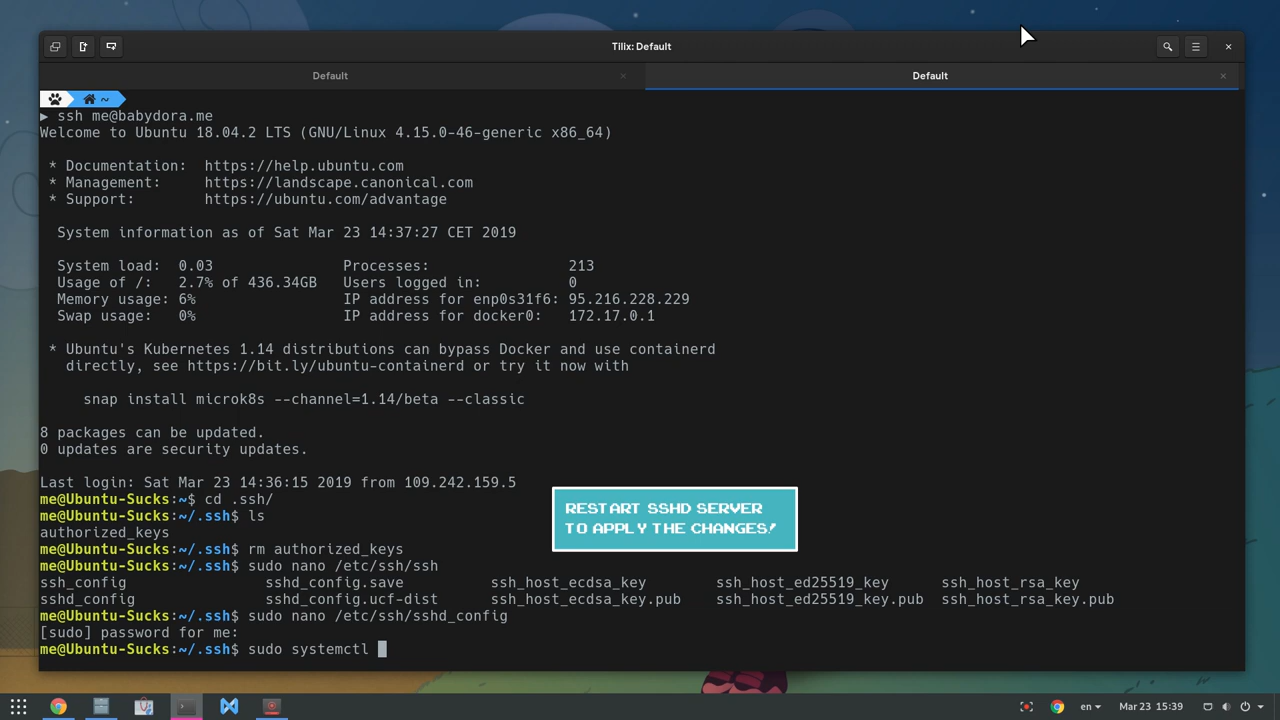 Tilix: Default
Default
Default
~
▶ ssh me@babydora.me
Welcome to Ubuntu 18.04.2 LTS (GNU/Linux 4.15.0-46-generic x86_64)
* Documentation:  https://help.ubuntu.com
* Management:     https://landscape.canonical.com
* Support:        https://ubuntu.com/advantage
System information as of Sat Mar 23 14:37:27 CET 2019
System load:  0.03               Processes:                213
Usage of /:   2.7% of 436.34GB   Users logged in:          0
Memory usage: 6%                 IP address for enp0s31f6: 95.216.228.229
Swap usage:   0%                 IP address for docker0:   172.17.0.1
* Ubuntu's Kubernetes 1.14 distributions can bypass Docker and use containerd
directly, see https://bit.ly/ubuntu-containerd or try it now with
snap install microk8s --channel=1.14/beta --classic
8 packages can be updated.
0 updates are security updates.
Last login: Sat Mar 23 14:36:15 2019 from 109.242.159.5
me@Ubuntu-Sucks:~$ cd .ssh/
me@Ubuntu-Sucks:~/.ssh$ ls
authorized_keys
me@Ubuntu-Sucks:~/.ssh$ rm authorized_keys
me@Ubuntu-Sucks:~/.ssh$ sudo nano /etc/ssh/ssh
ssh_config                sshd_config.save          ssh_host_ecdsa_key        ssh_host_ed25519_key      ssh_host_rsa_key
sshd_config               sshd_config.ucf-dist      ssh_host_ecdsa_key.pub    ssh_host_ed25519_key.pub  ssh_host_rsa_key.pub
me@Ubuntu-Sucks:~/.ssh$ sudo nano /etc/ssh/sshd_config
[sudo] password for me:
me@Ubuntu-Sucks:~/.ssh$ sudo systemctl
RESTART SSHD SERVER
TO APPLY THE CHANGES!
en
Mar 23 15:39